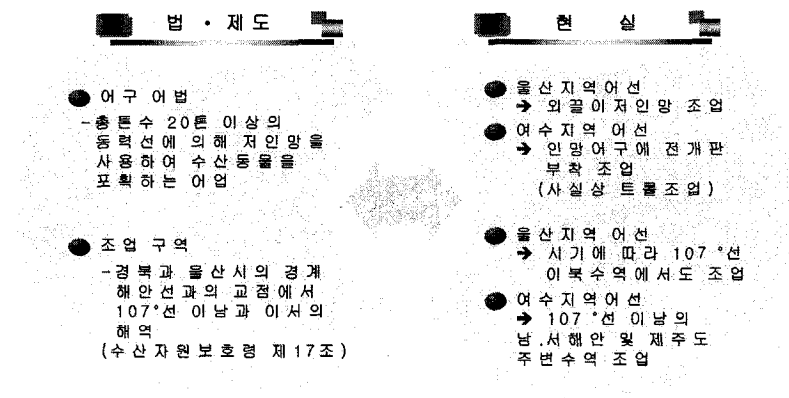 법 · 제도
● 어구 어법
-총톤수 20톤 이상의
동력선에 의해 저인망을
사용하여 수산동물을
포획하는 어업
● 조업 구역
-경북과 울산시의 경계
해안선과의 교점에서
107°선 이남과 이서의
해역
(수산자원보호령 제17조)
현 실
● 울산지역어선
➔ 외끌이저인망 조업
● 여수지역 어선
➔ 인망어구에 전개판
부착 조업
(사실상 트롤조업)
● 울산지역 어선
➔ 시기에 따라 107°선
이북수역에서도 조업
● 여수지역어선
➔ 107°선 이남의
남.서해안 및 제주도
주변수역 조업